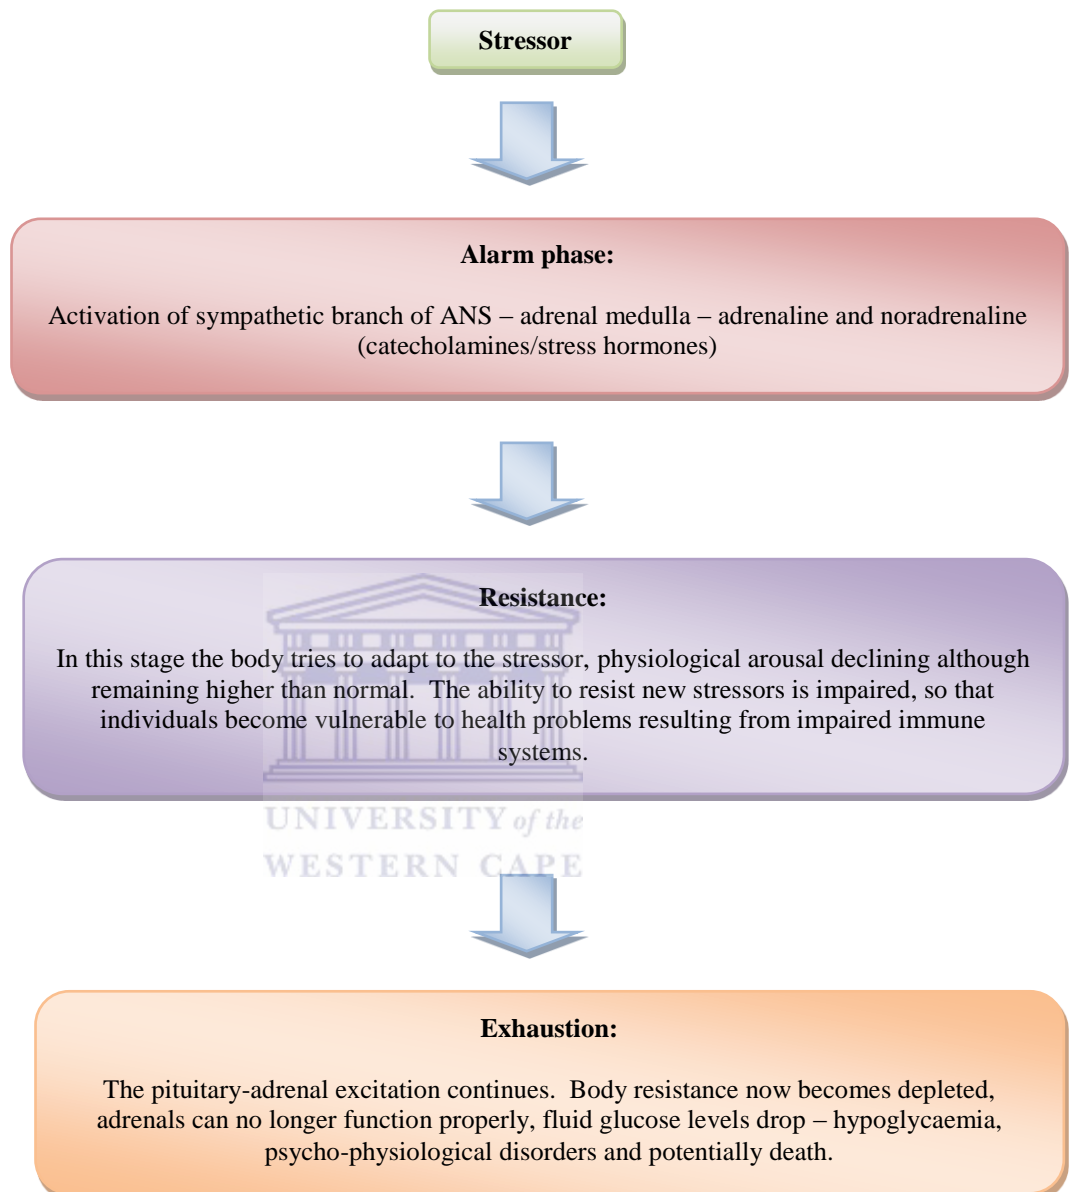 Stressor
Alarm phase:
Activation of sympathetic branch of ANS – adrenal medulla – adrenaline and noradrenaline
(catecholamines/stress hormones)
Resistance:
In this stage the body tries to adapt to the stressor, physiological arousal declining although
remaining higher than normal.  The ability to resist new stressors is impaired, so that
individuals become vulnerable to health problems resulting from impaired immune
systems.
UNIVERSITY of the
WESTERN CAPE
Exhaustion:
The pituitary-adrenal excitation continues.  Body resistance now becomes depleted,
adrenals can no longer function properly, fluid glucose levels drop – hypoglycaemia,
psycho-physiological disorders and potentially death.